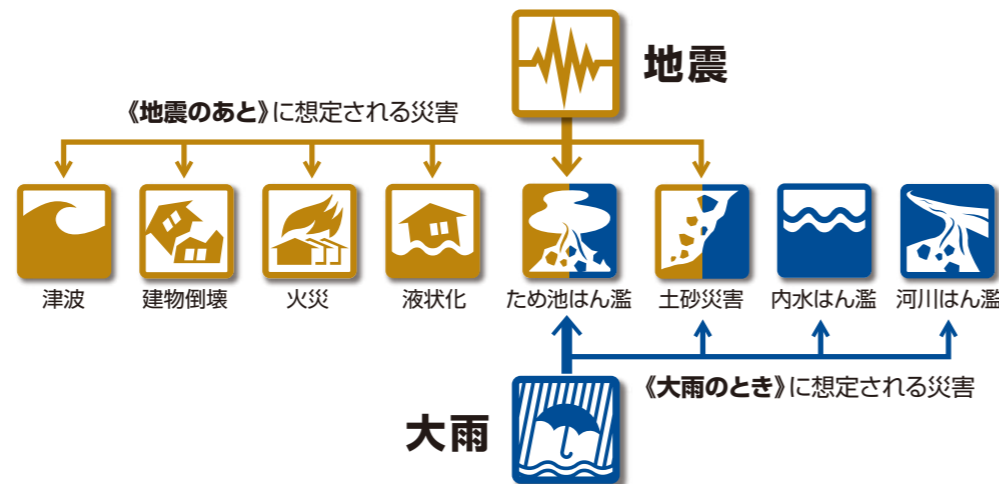 地震
《地震のあと》に想定される災害
津波
建物倒壊
火災
液状化
ため池はん濫
土砂災害
内水はん濫
河川はん濫
《大雨のとき》に想定される災害
大雨